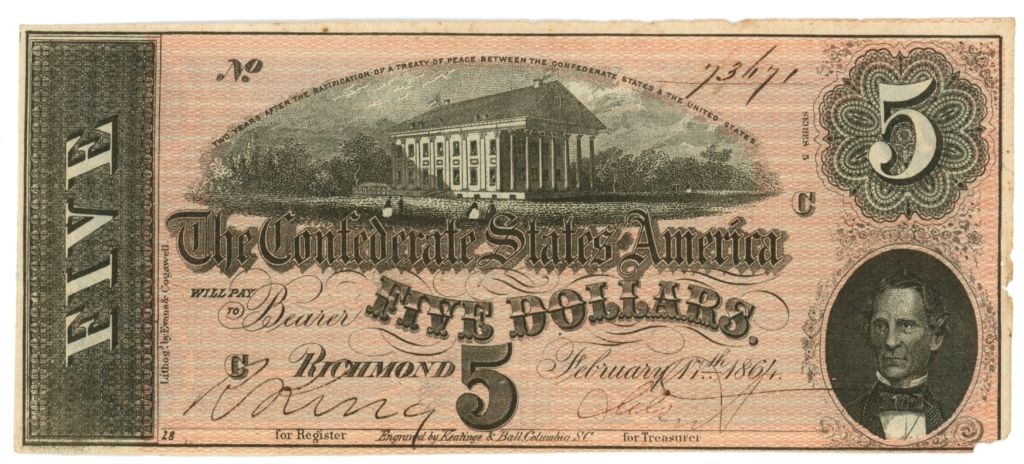 FIVE
Nº 73671
TWO YEARS AFTER THE RATIFICATION OF A TREATY OF PEACE BETWEEN THE CONFEDERATE STATES & THE UNITED STATES
5
SERIES 5
C
The Confederate States of America
WILL PAY
TO Bearer
FIVE DOLLARS.
Lithog'd by Evans & Cogswell
C RICHMOND 5 February 17th 1864.
28
for Register
Engraved by Keatinge & Ball, Columbia, S.C.
for Treasurer